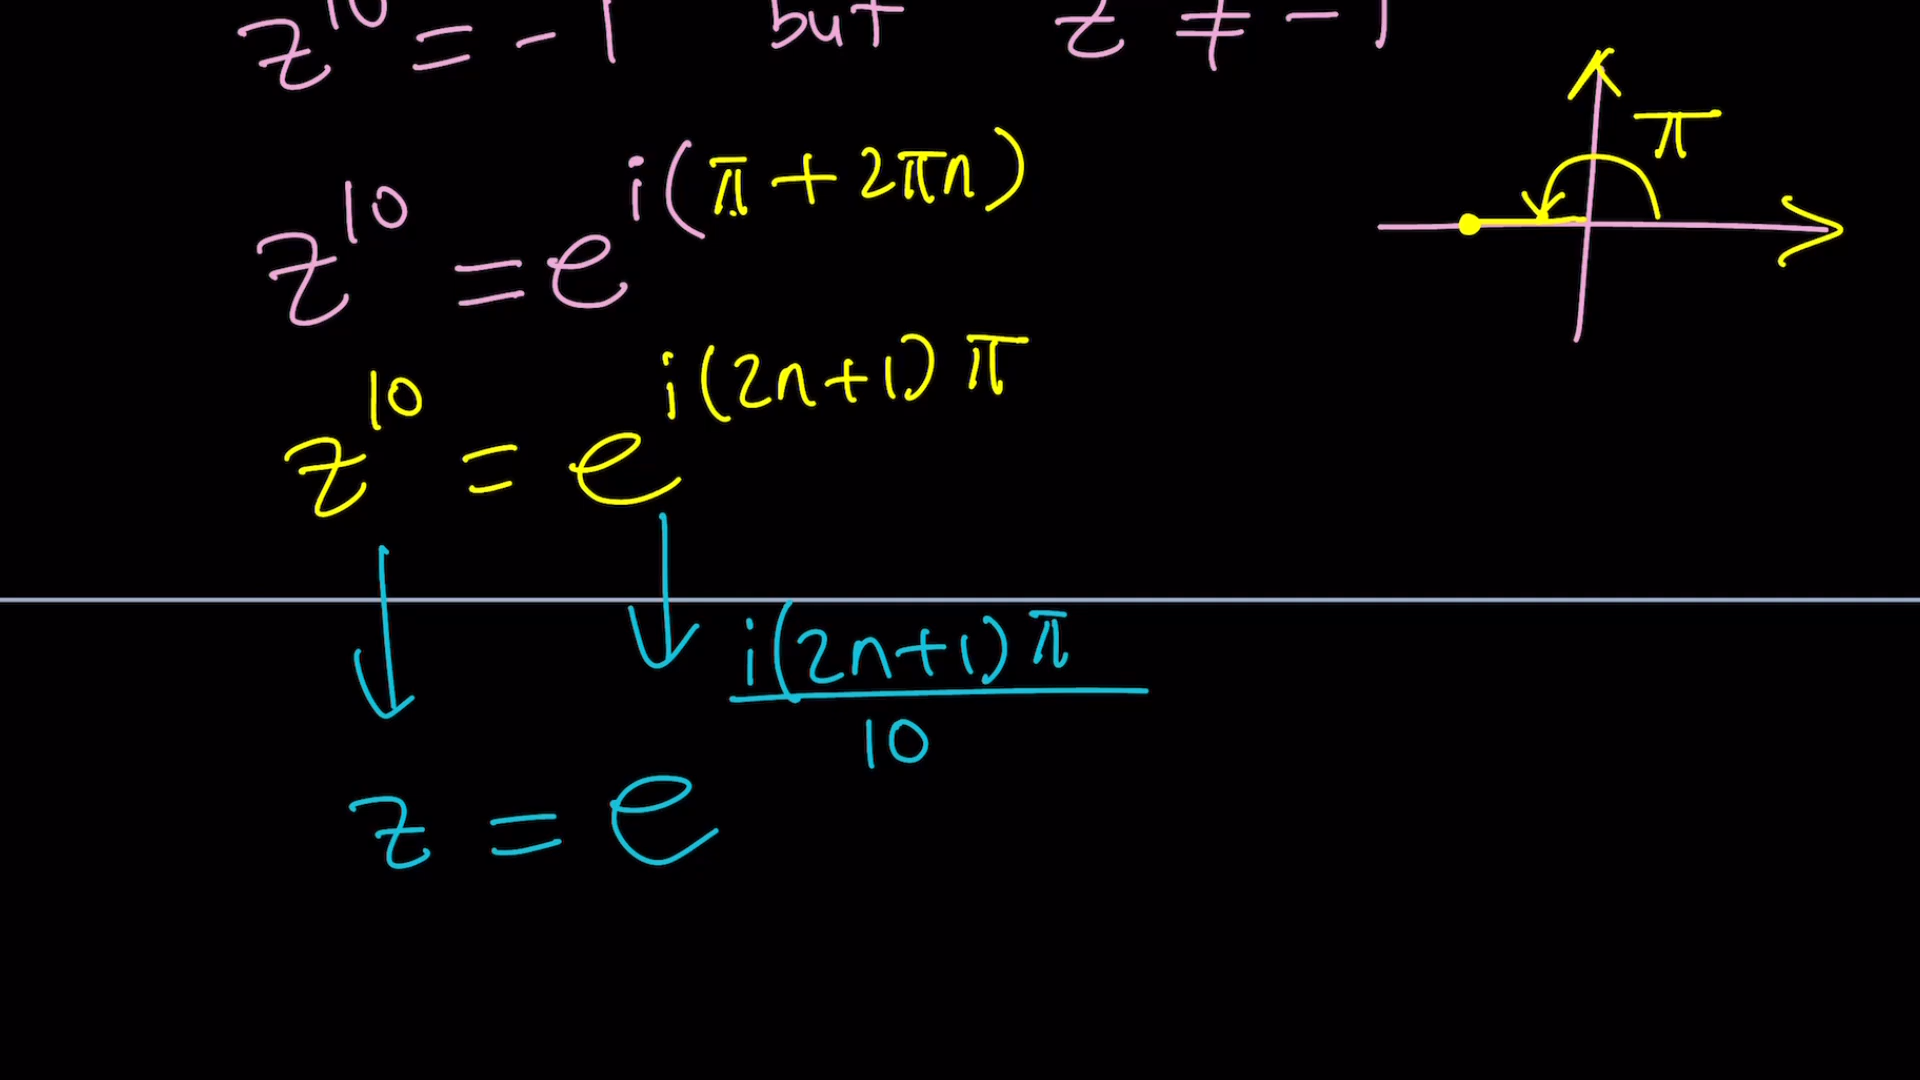 z^10 = -1 but z ≠ -1
π
z^10 = e^i(π + 2πn)
z^10 = e^i(2n+1)π
z = e^i(2n+1)π/10